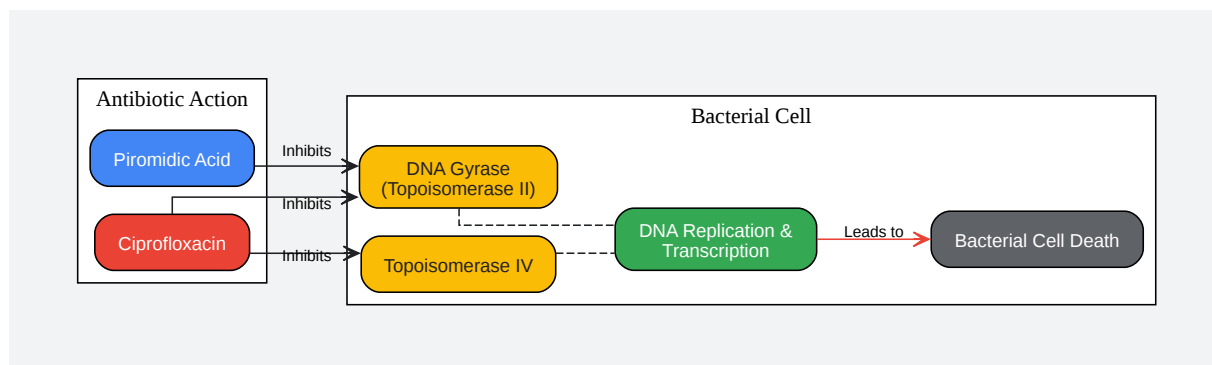 Antibiotic Action
Piromidic Acid
Ciprofloxacin
Inhibits
Inhibits
Inhibits
Bacterial Cell
DNA Gyrase
(Topoisomerase II)
Topoisomerase IV
DNA Replication &
Transcription
Leads to
Bacterial Cell Death